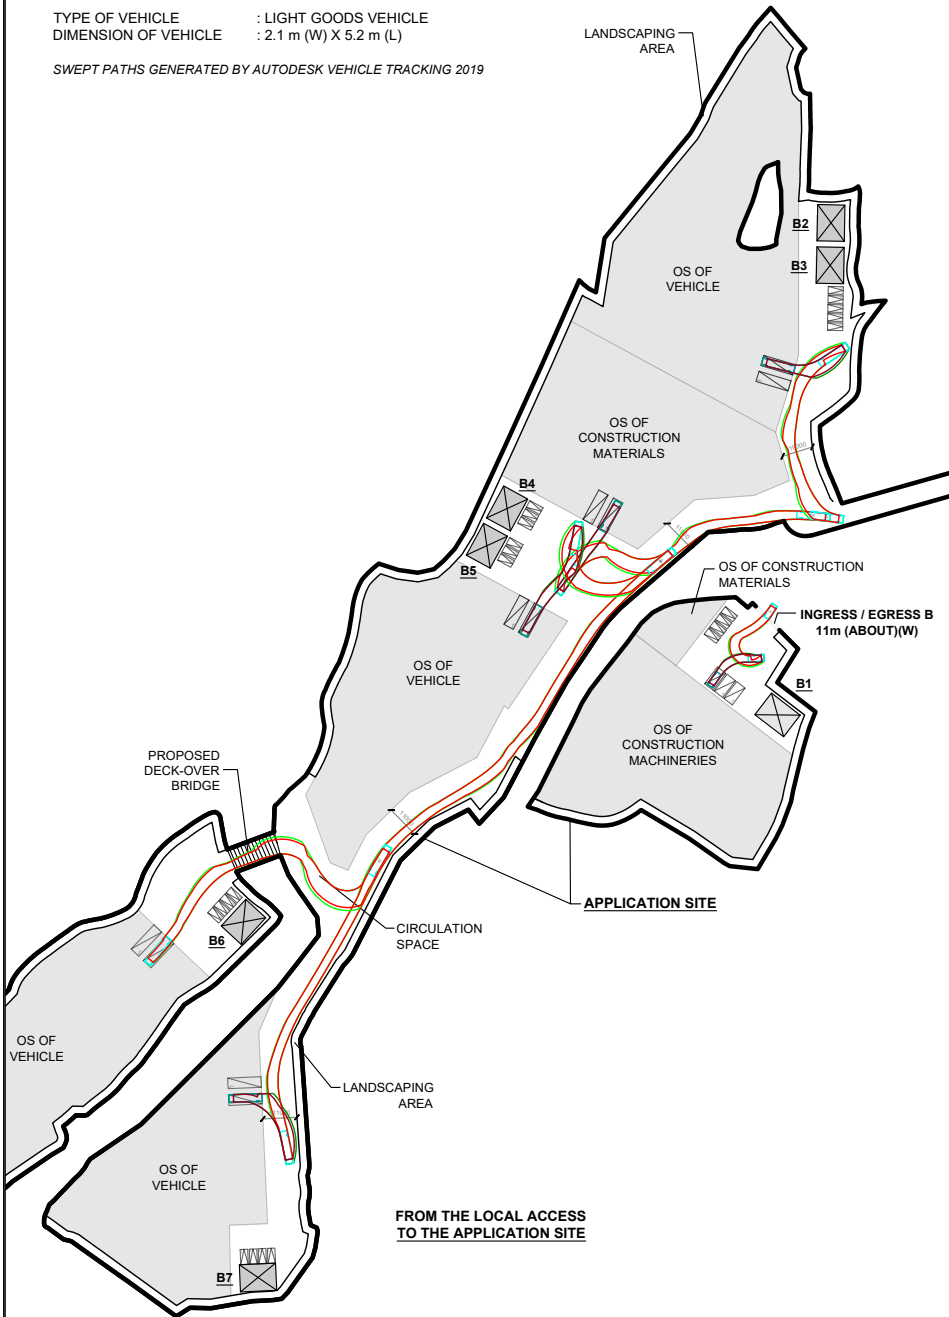 TYPE OF VEHICLE : LIGHT GOODS VEHICLE
DIMENSION OF VEHICLE : 2.1 m (W) X 5.2 m (L)
SWEPT PATHS GENERATED BY AUTODESK VEHICLE TRACKING 2019
LANDSCAPING
AREA
B2
B3
OS OF
VEHICLE
OS OF
CONSTRUCTION
MATERIALS
B4
B5
OS OF CONSTRUCTION
MATERIALS
INGRESS / EGRESS B
11m (ABOUT)(W)
B1
OS OF
VEHICLE
OS OF
CONSTRUCTION
MACHINERIES
PROPOSED
DECK-OVER
BRIDGE
APPLICATION SITE
CIRCULATION
SPACE
B6
OS OF
VEHICLE
LANDSCAPING
AREA
OS OF
VEHICLE
FROM THE LOCAL ACCESS
TO THE APPLICATION SITE
B7